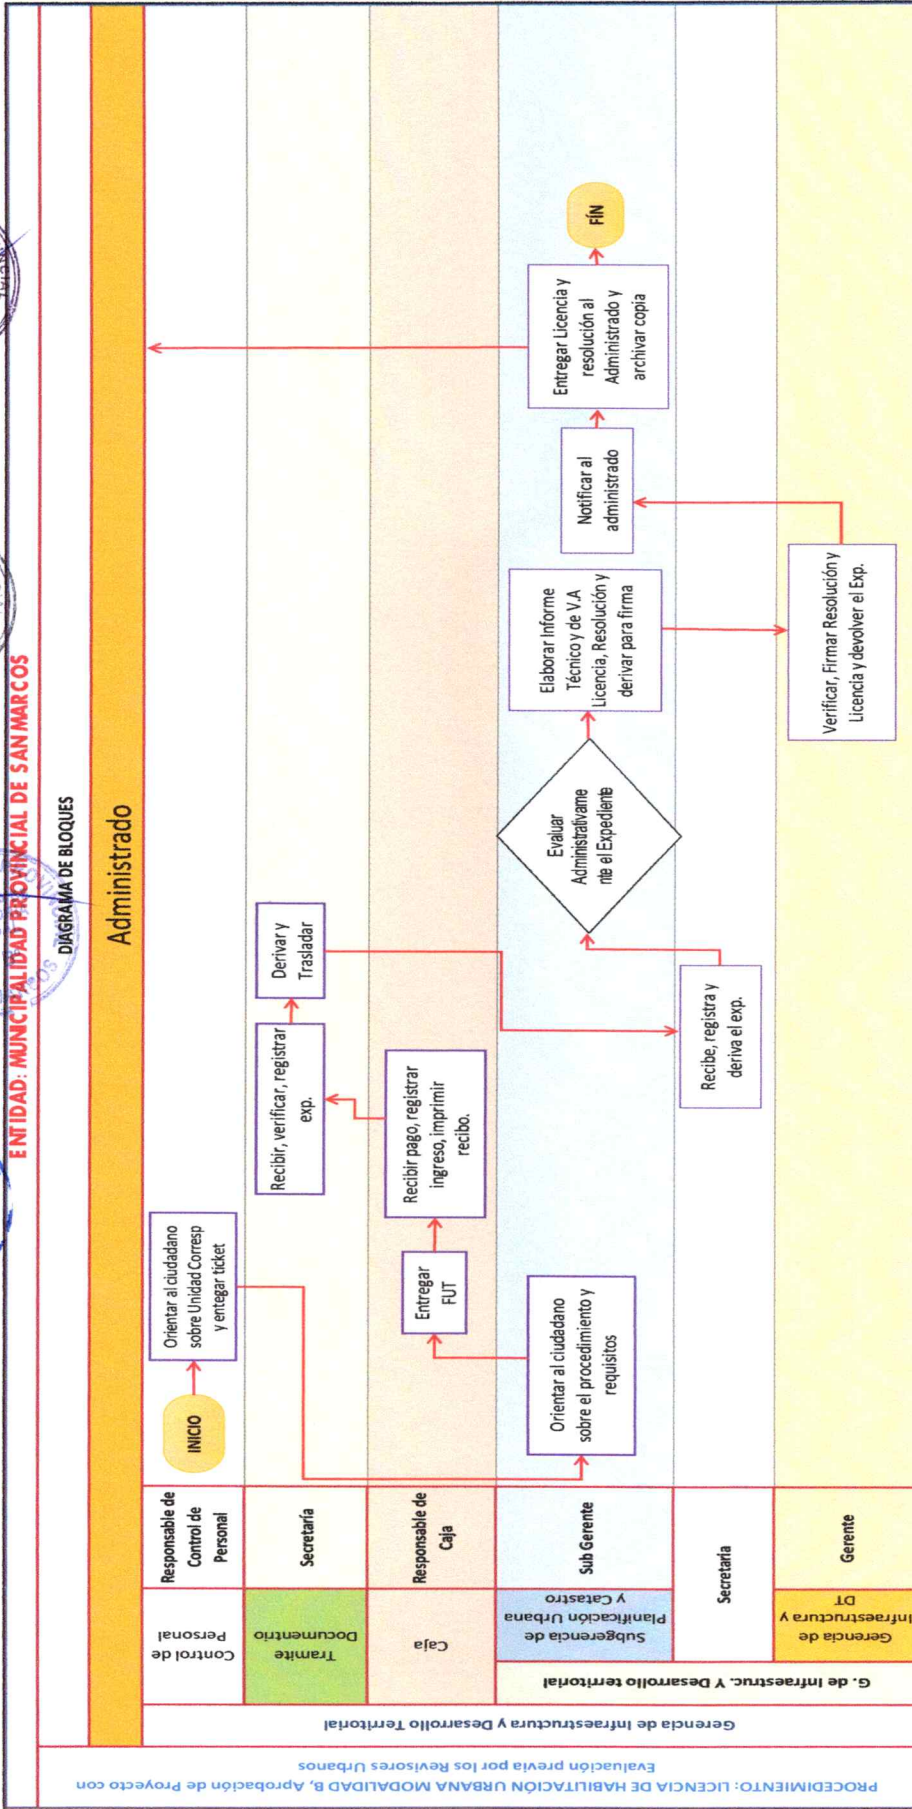 ENTIDAD: MUNICIPALIDAD PROVINCIAL DE SAN MARCOS
DIAGRAMA DE BLOQUES
Administrado
PROCEDIMIENTO: LICENCIA DE HABILITACIÓN URBANA MODALIDAD B, Aprobación de Proyecto con
Evaluación previa por los Revisores Urbanos
Gerencia de Infraestructura y Desarrollo Territorial
G. de Infraestruc. Y Desarrollo territorial
Control de
Personal
Responsable de
Control de
Personal
INICIO
Orientar al ciudadano
sobre Unidad Corresp
y entegar ticket
Tramite
Documentrio
Secretaría
Recibir, verificar, registrar
exp.
Derivar y
Trasladar
Caja
Responsable de
Caja
Entregar
FUT
Recibir pago, registrar
ingreso, imprimir
recibo.
Subgerencia de
Planificación Urbana
y Catastro
Sub Gerente
Orientar al ciudadano
sobre el procedimiento y
requisitos
Evaluar
Administrativame
nte el Expediente
Elaborar Informe
Técnico y de V.A
Licencia, Resolución y
derivar para firma
Notificar al
administrado
Entregar Licencia y
resolución al
Administrado y
archivar copia
FÍN
Secretaria
Recibe, registra y
deriva el exp.
Gerencia de
Infraestructura y
DT
Gerente
Verificar, Firmar Resolución y
Licencia y devolver el Exp.